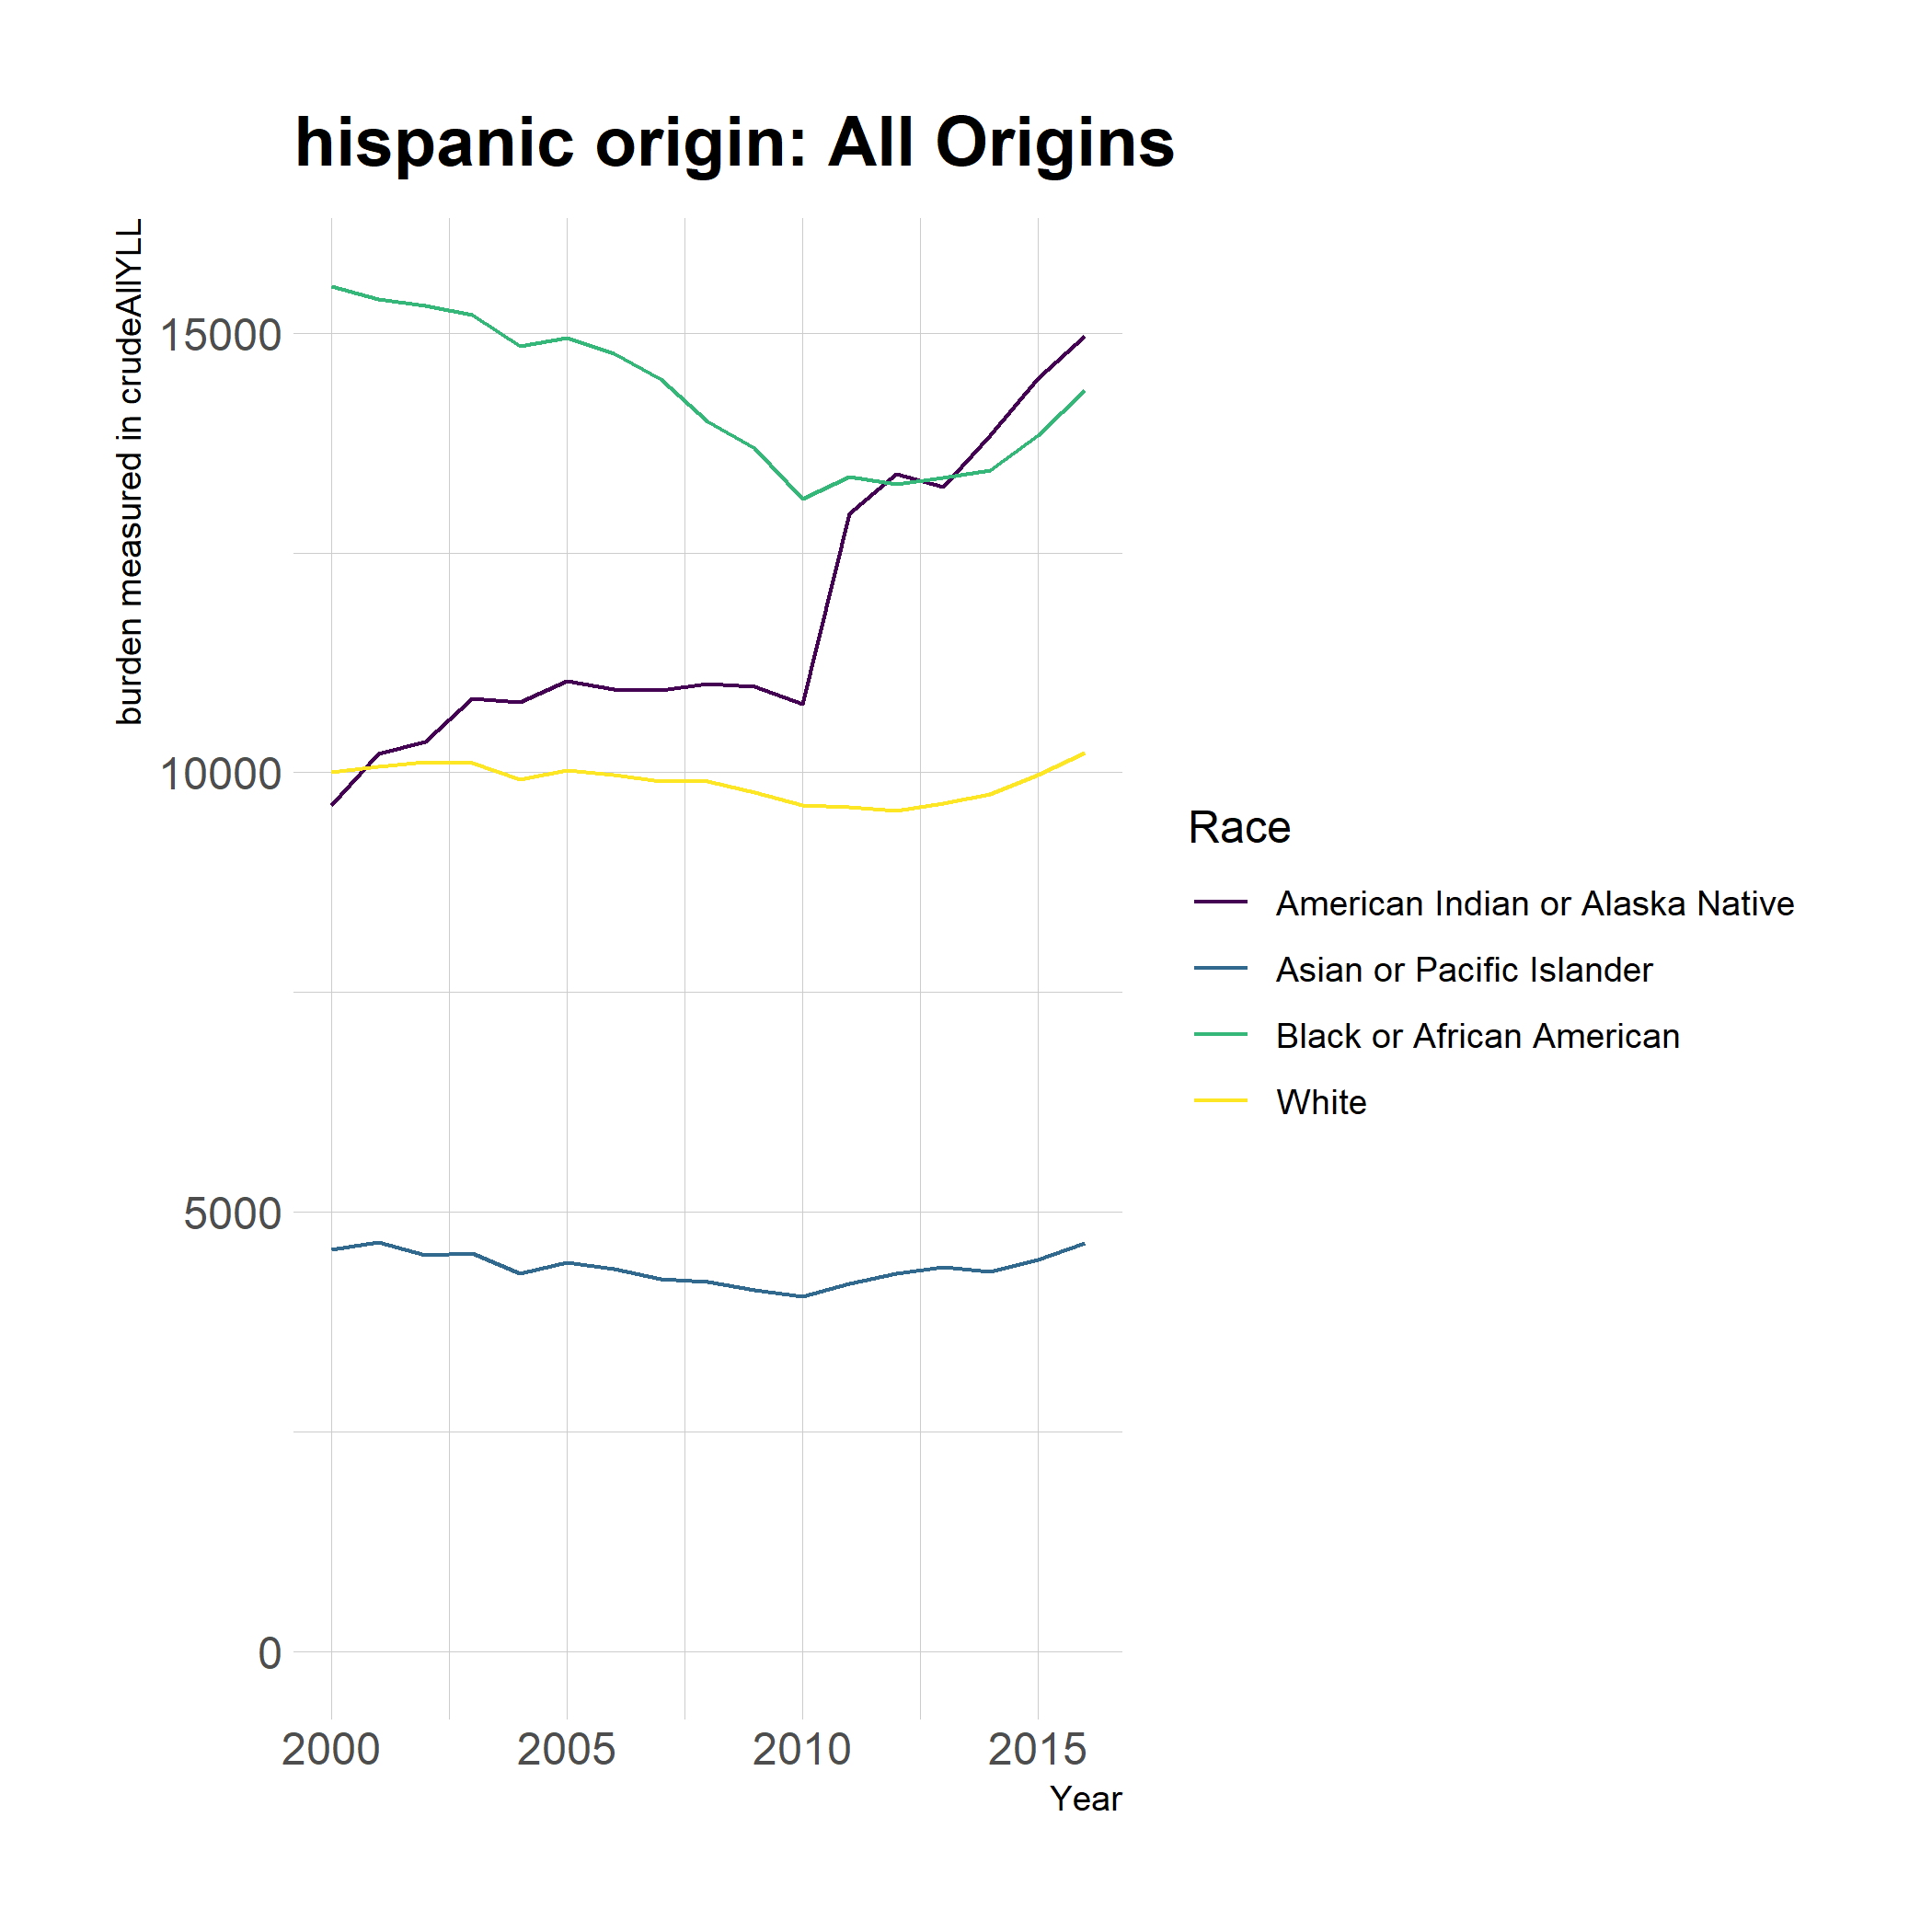 hispanic origin: All Origins
burden measured in crudeAllYLL
15000
10000
5000
0
2000 2005 2010 2015
Year
Race
American Indian or Alaska Native
Asian or Pacific Islander
Black or African American
White